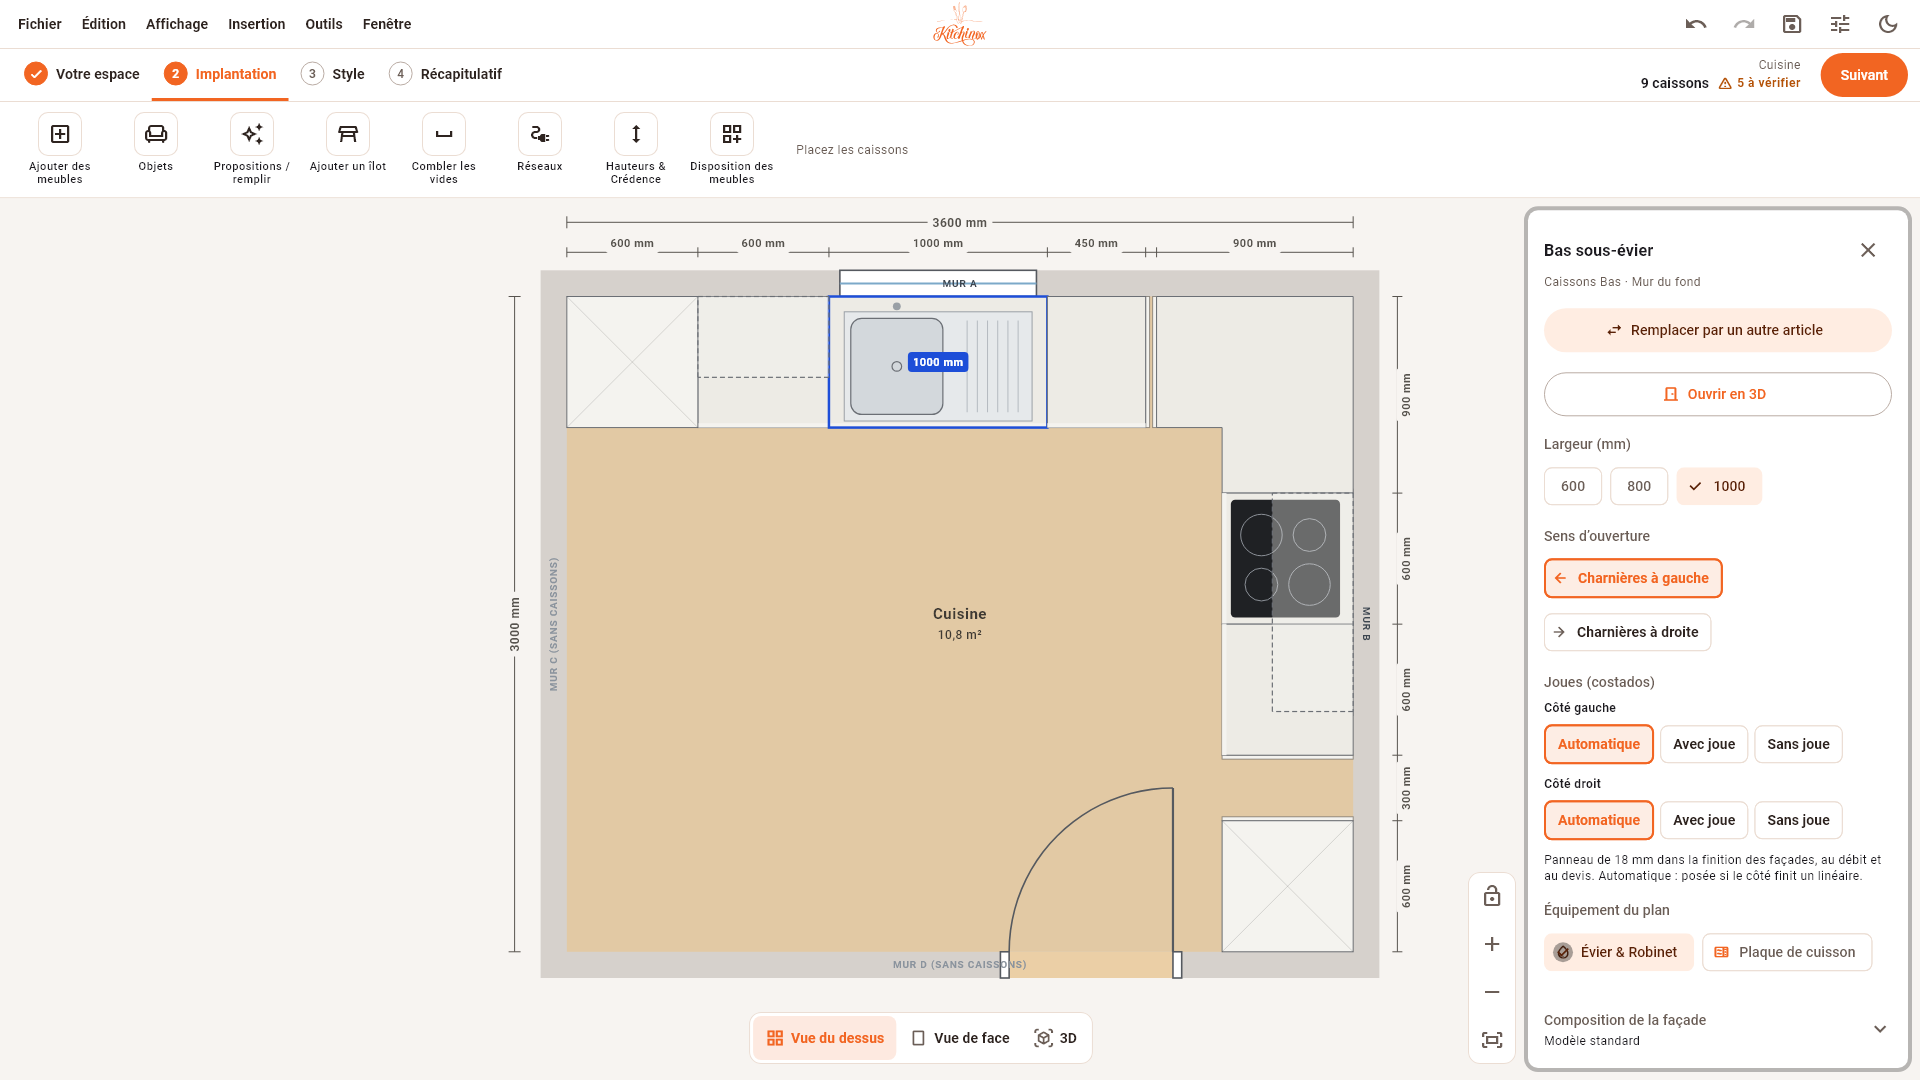 Fichier
Édition
Affichage
Insertion
Outils
Fenêtre
Kitchinox
Votre espace
2
Implantation
3
Style
4
Récapitulatif
Cuisine
9 caissons
5 à vérifier
Suivant
Ajouter des
meubles
Objets
Propositions /
remplir
Ajouter un îlot
Combler les
vides
Réseaux
Hauteurs &
Crédence
Disposition des
meubles
Placez les caissons
3600 mm
600 mm
600 mm
1000 mm
450 mm
900 mm
MUR A
1000 mm
900 mm
600 mm
600 mm
300 mm
600 mm
3000 mm
MUR C (SANS CAISSONS)
MUR B
Cuisine
10,8 m²
MUR D (SANS CAISSONS)
Vue du dessus
Vue de face
3D
Bas sous-évier
Caissons Bas · Mur du fond
Remplacer par un autre article
Ouvrir en 3D
Largeur (mm)
600
800
1000
Sens d’ouverture
Charnières à gauche
Charnières à droite
Joues (costados)
Côté gauche
Automatique
Avec joue
Sans joue
Côté droit
Automatique
Avec joue
Sans joue
Panneau de 18 mm dans la finition des façades, au débit et
au devis. Automatique : posée si le côté finit un linéaire.
Équipement du plan
Évier & Robinet
Plaque de cuisson
Composition de la façade
Modèle standard